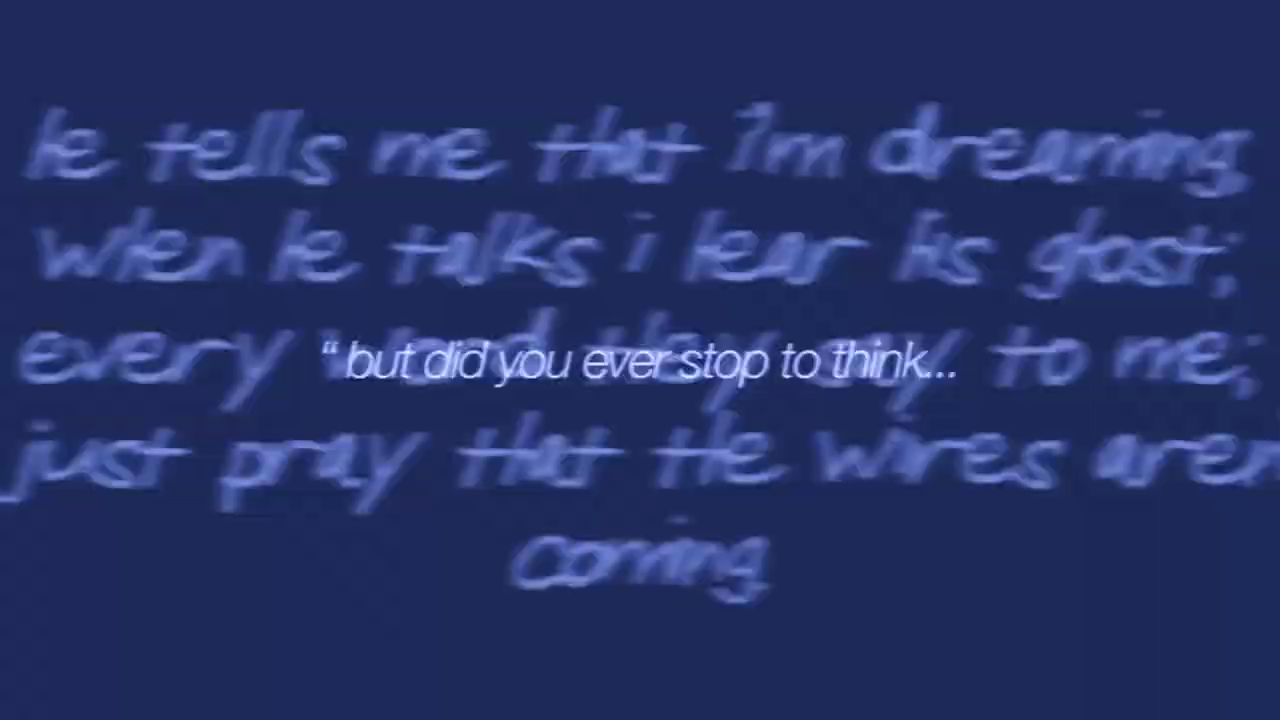 he tells me that I'm dreaming
when he talks i hear his ghost;
every word they say to me;
“ but did you ever stop to think...
just pray that the wires aren
coming